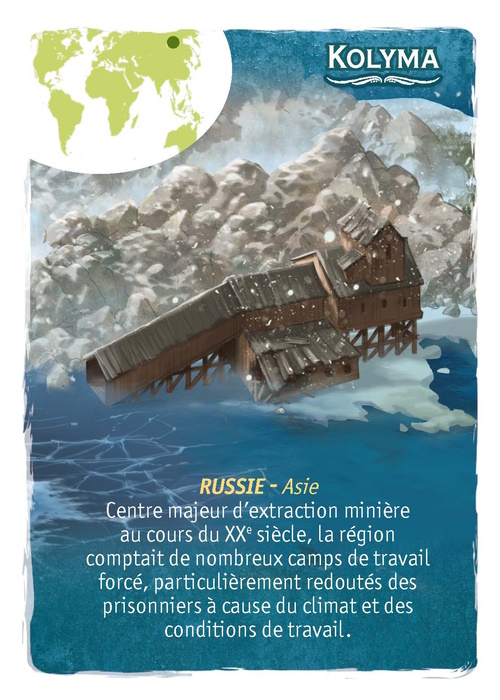 KOLYMA
RUSSIE - Asie
Centre majeur d'extraction minière
au cours du XXe siècle, la région
comptait de nombreux camps de travail
forcé, particulièrement redoutés des
prisonniers à cause du climat et des
conditions de travail.